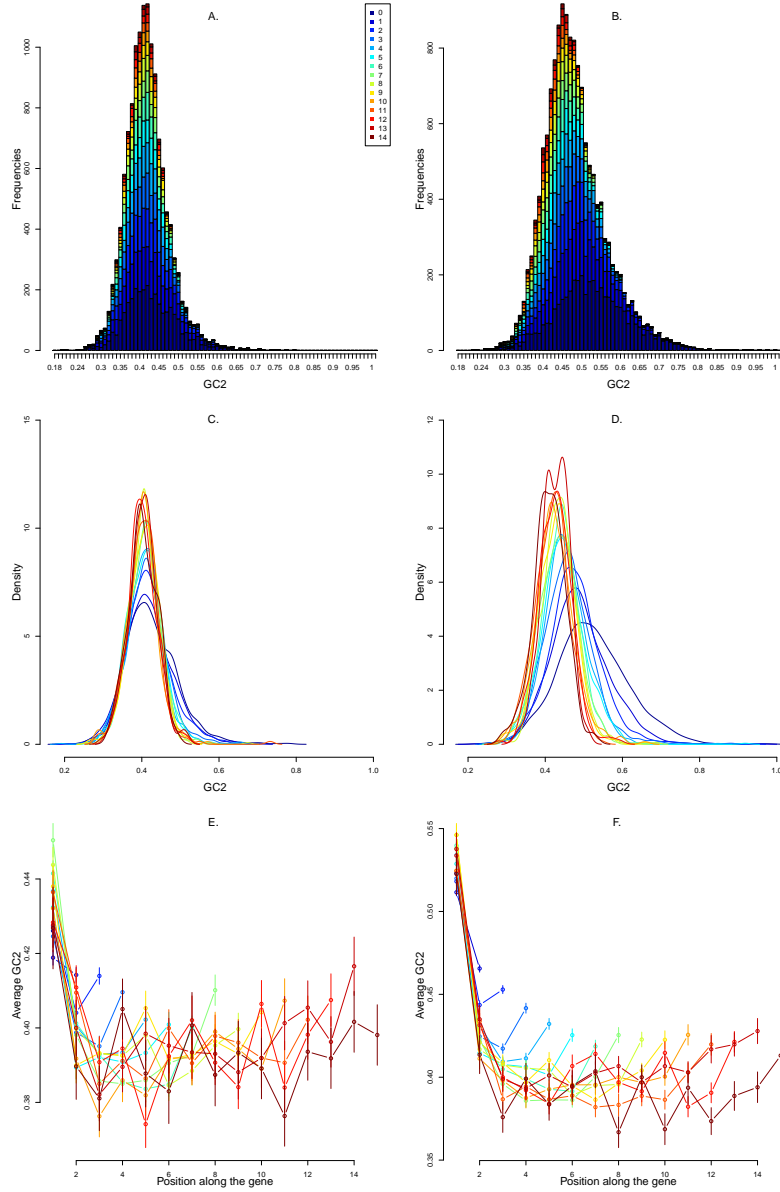 A.
B.
0
1
2
3
4
5
6
7
8
9
10
11
12
13
14
Frequencies
0 200 400 600 800 1000
0.18 0.24 0.3 0.35 0.4 0.45 0.5 0.55 0.6 0.65 0.7 0.75 0.8 0.85 0.9 0.95 1
GC2
Frequencies
0 200 400 600 800
0.18 0.24 0.3 0.35 0.4 0.45 0.5 0.55 0.6 0.65 0.7 0.75 0.8 0.85 0.9 0.95 1
GC2
C.
Density
0 5 10 15
0.2 0.4 0.6 0.8 1.0
GC2
D.
Density
0 2 4 6 8 10 12
0.2 0.4 0.6 0.8 1.0
GC2
E.
Average GC2
0.38 0.40 0.42 0.44
2 4 6 8 10 12 14
Position along the gene
F.
Average GC2
0.35 0.40 0.45 0.50 0.55
2 4 6 8 10 12 14
Position along the gene